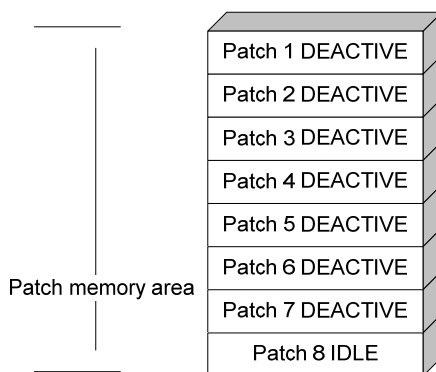 Patch 1 DEACTIVE
Patch 2 DEACTIVE
Patch 3 DEACTIVE
Patch 4 DEACTIVE
Patch 5 DEACTIVE
Patch 6 DEACTIVE
Patch 7 DEACTIVE
Patch 8 IDLE
Patch memory area